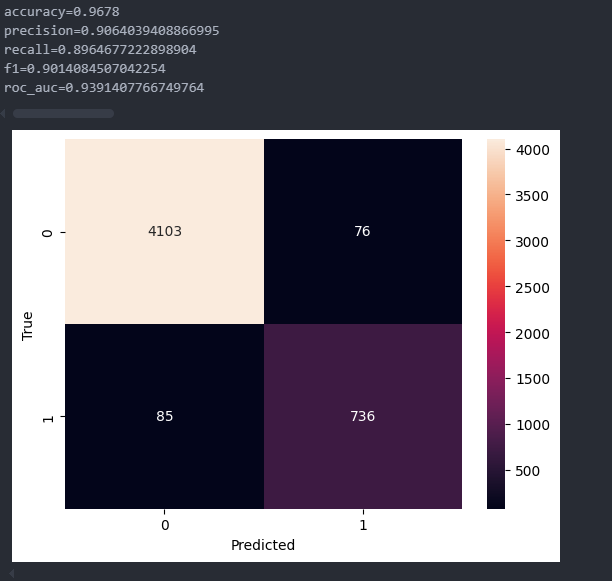 accuracy=0.9678
precision=0.9064039408866995
recall=0.8964677222898904
f1=0.9014084507042254
roc_auc=0.9391407766749764
4103 76
85 736
0
1
True
0 1
Predicted
4000
3500
3000
2500
2000
1500
1000
500